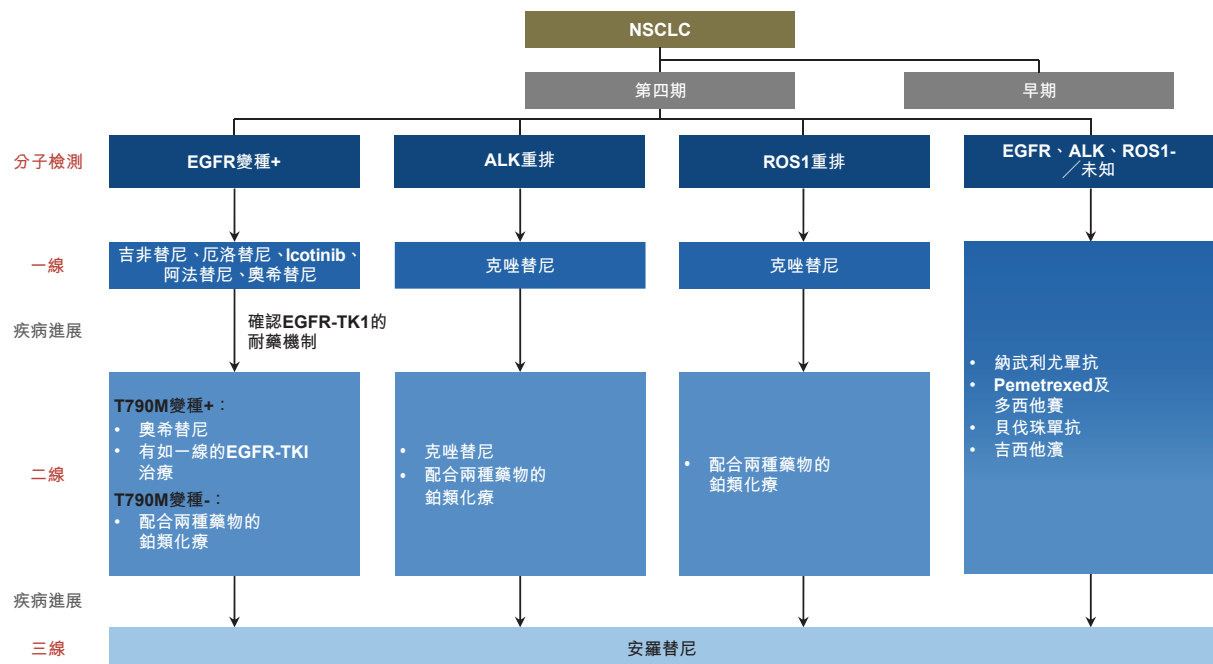 NSCLC
第四期
早期
分子檢測
EGFR變種+
ALK重排
ROS1重排
EGFR、ALK、ROS1-
／未知
一線
吉非替尼、厄洛替尼、Icotinib、
阿法替尼、奧希替尼
克唑替尼
克唑替尼
疾病進展
確認EGFR-TK1的
耐藥機制
二線
T790M變種+：
• 奧希替尼
• 有如一線的EGFR-TKI
治療
T790M變種-：
• 配合兩種藥物的
鉑類化療
• 克唑替尼
• 配合兩種藥物的
鉑類化療
• 配合兩種藥物的
鉑類化療
• 納武利尤單抗
• Pemetrexed及
多西他賽
• 貝伐珠單抗
• 吉西他濱
疾病進展
三線
安羅替尼